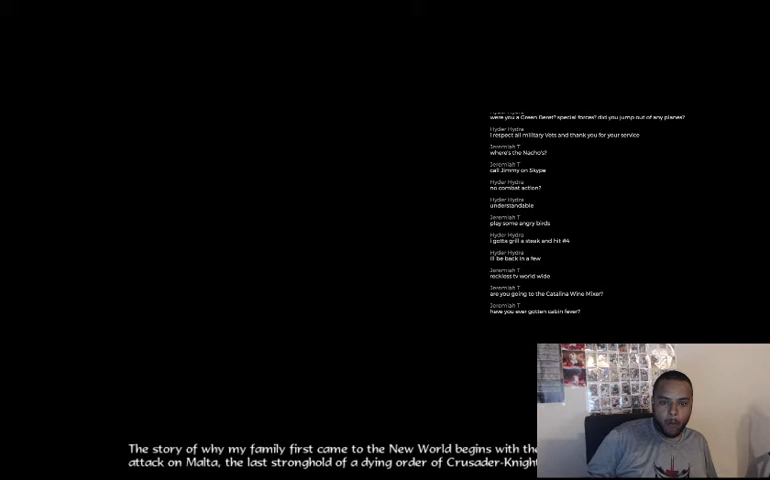 Hyder Hydra
were you a Green Beret? special forces? did you jump out of any planes?
Hyder Hydra
I respect all military Vets and thank you for your service
Jeremiah T
where's the Nacho's?
Jeremiah T
call Jimmy on Skype
Hyder Hydra
no combat action?
Hyder Hydra
understandable
Jeremiah T
play some angry birds
Hyder Hydra
I gotta grill a steak and hit #4
Hyder Hydra
ill be back in a few
Jeremiah T
reckless tv world wide
Jeremiah T
are you going to the Catalina Wine Mixer?
Jeremiah T
have you ever gotten cabin fever?
The story of why my family first came to the New World begins with the
attack on Malta, the last stronghold of a dying order of Crusader-Knight